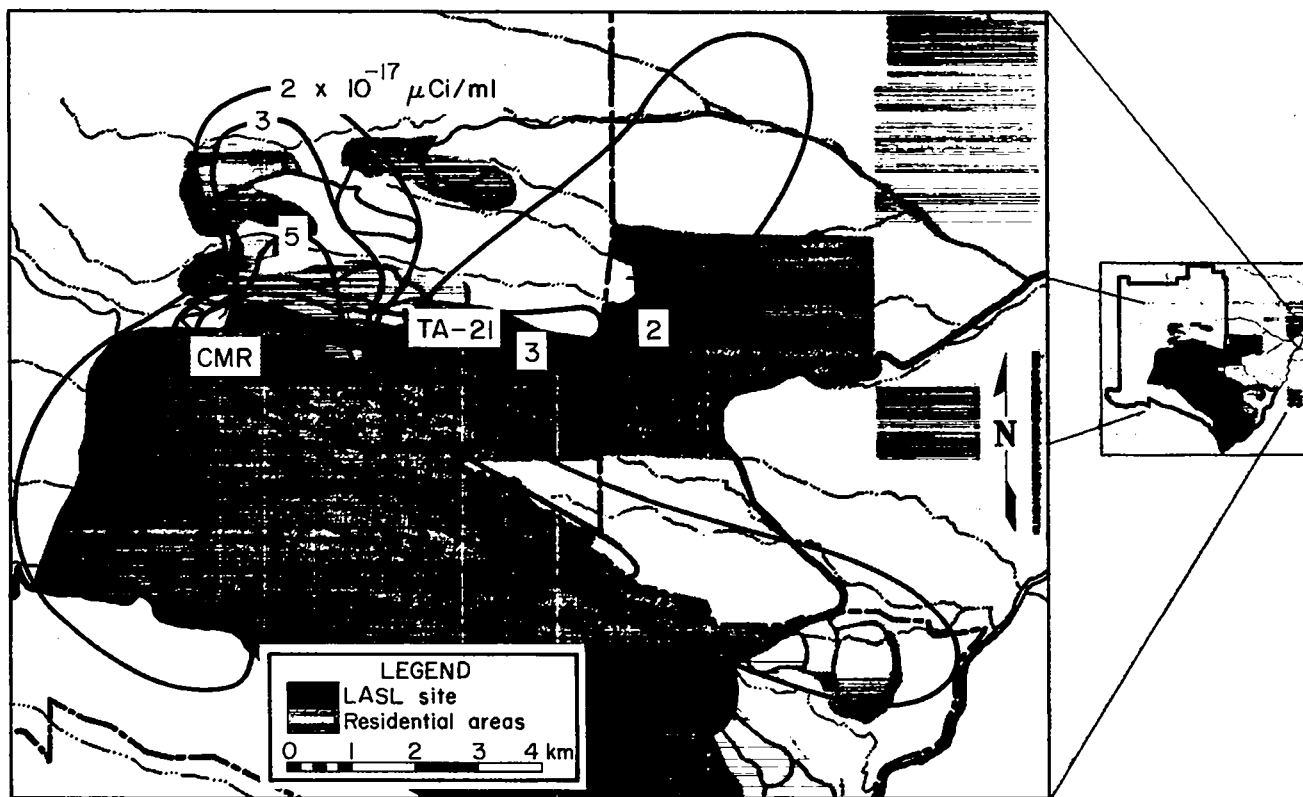 2 x 10⁻¹⁷ μCi/ml
3
5
TA-21
3
2
CMR
N
LEGEND
LASL site
Residential areas
0 1 2 3 4 km